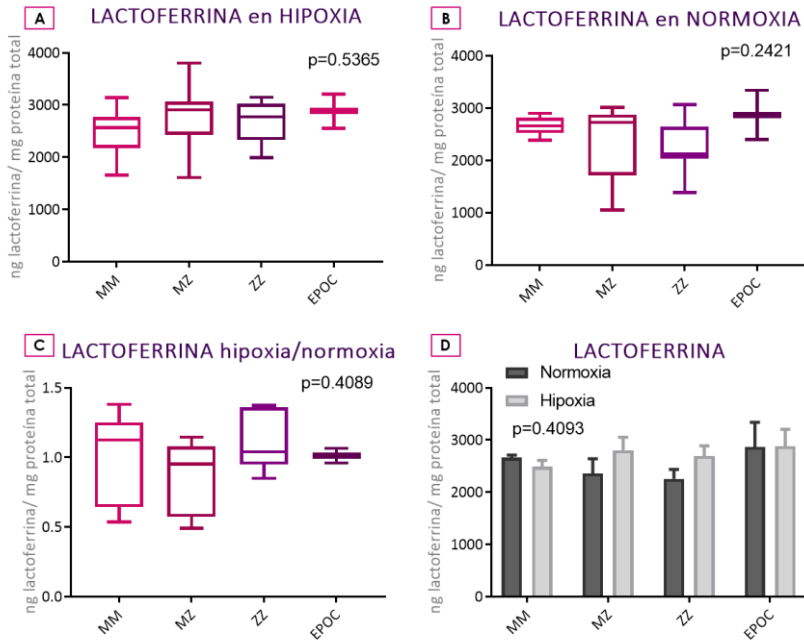 A
LACTOFERRINA en HIPOXIA
p=0.5365
ng lactoferrina/ mg proteína total
4000
3000
2000
1000
0
MM
MZ
ZZ
EPOC
B
LACTOFERRINA en NORMOXIA
p=0.2421
ng lactoferrina/ mg proteína total
4000
3000
2000
1000
0
MM
MZ
ZZ
EPOC
C
LACTOFERRINA hipoxia/normoxia
p=0.4089
ng lactoferrina/ mg proteína total
1.5
1.0
0.5
0.0
MM
MZ
ZZ
EPOC
D
LACTOFERRINA
Normoxia
Hipoxia
p=0.4093
ng lactoferrina/ mg proteína total
4000
3000
2000
1000
0
MM
MZ
ZZ
EPOC